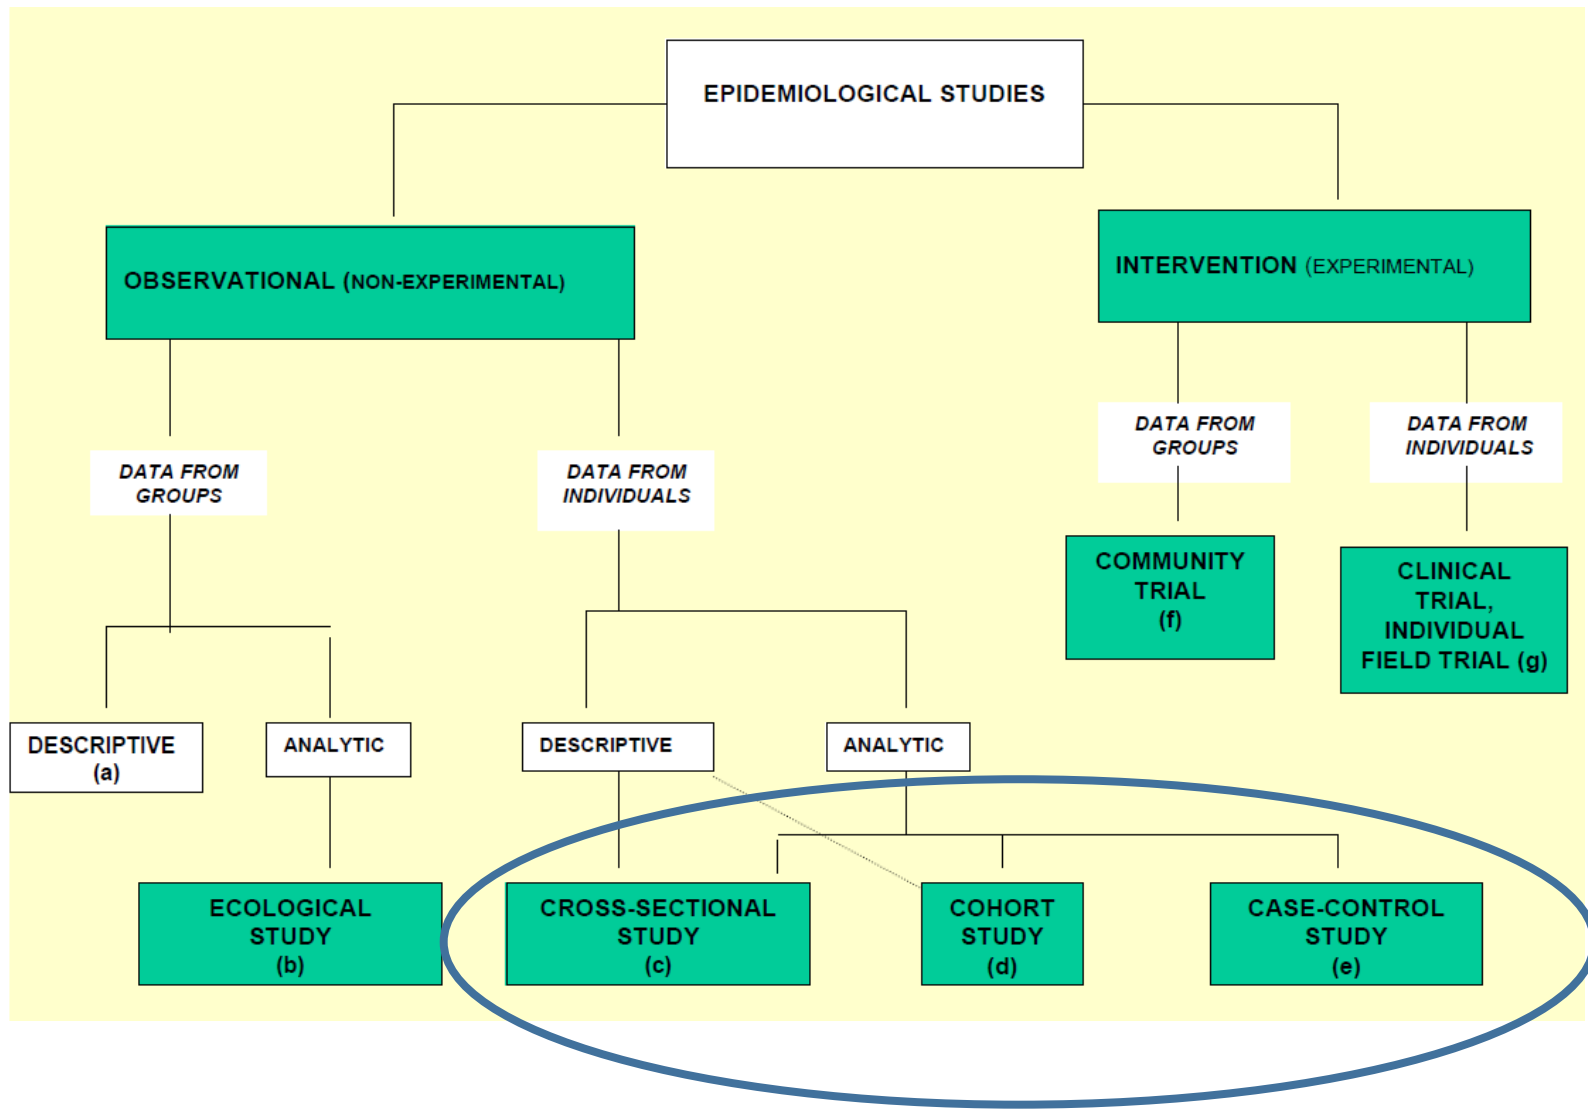 EPIDEMIOLOGICAL STUDIES
OBSERVATIONAL (NON-EXPERIMENTAL)
INTERVENTION (EXPERIMENTAL)
DATA FROM
GROUPS
DATA FROM
INDIVIDUALS
DATA FROM
GROUPS
DATA FROM
INDIVIDUALS
COMMUNITY
TRIAL
(f)
CLINICAL
TRIAL,
INDIVIDUAL
FIELD TRIAL (g)
DESCRIPTIVE
(a)
ANALYTIC
DESCRIPTIVE
ANALYTIC
ECOLOGICAL
STUDY
(b)
CROSS-SECTIONAL
STUDY
(c)
COHORT
STUDY
(d)
CASE-CONTROL
STUDY
(e)